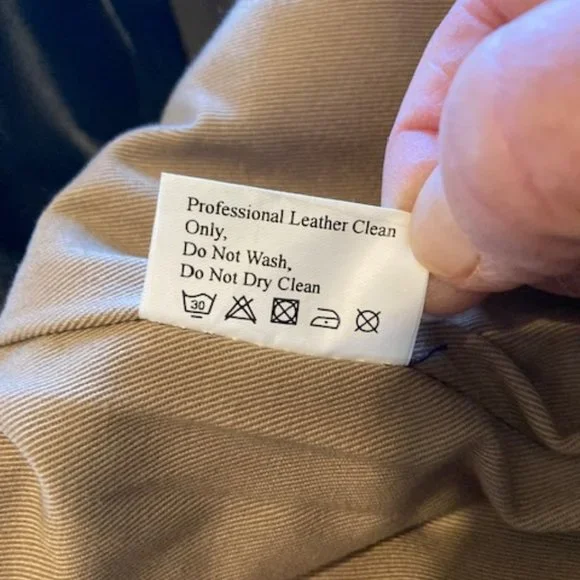 Professional Leather Clean
Only,
Do Not Wash,
Do Not Dry Clean
30